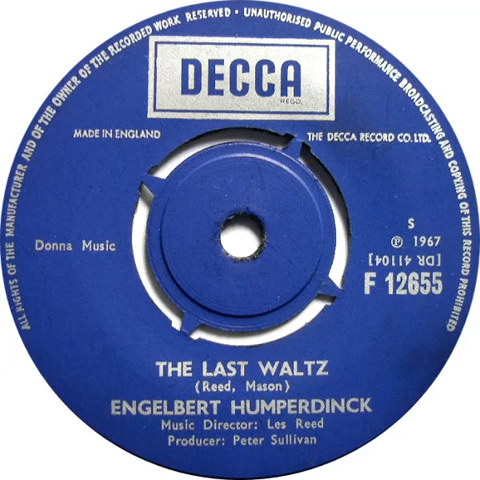 ALL RIGHTS OF THE MANUFACTURER AND OF THE OWNER OF THE RECORDED WORK RESERVED • UNAUTHORISED PUBLIC PERFORMANCE BROADCASTING AND COPYING OF THIS RECORD PROHIBITED
DECCA
REGD.
MADE IN ENGLAND
THE DECCA RECORD CO. LTD.
S
Donna Music
℗ 1967
[DR 41104]
F 12655
THE LAST WALTZ
(Reed, Mason)
ENGELBERT HUMPERDINCK
Music Director: Les Reed
Producer: Peter Sullivan